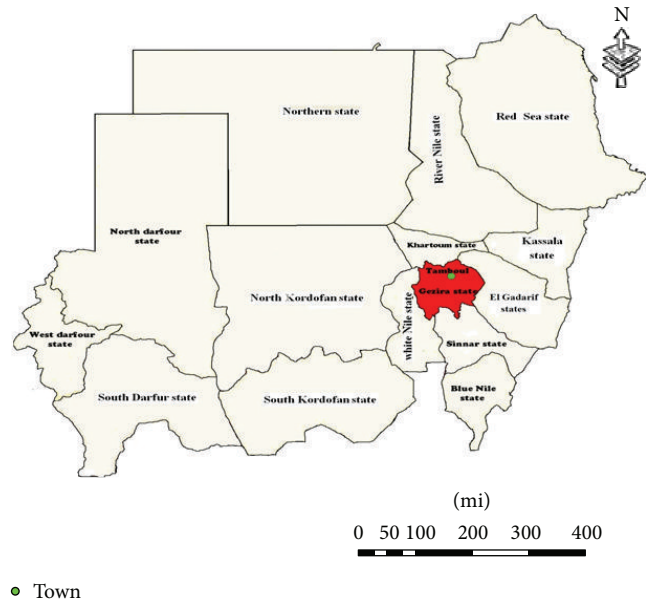 N
Northern state
River Nile state
Red Sea state
North darfour
state
Khartoum state
Kassala
state
Tamboul
Gezira state
El Gadarif
states
North Kordofan state
white Nile state
West darfour
state
Sinnar state
South Darfur state
South Kordofan state
Blue Nile
state
(mi)
0 50 100 200 300 400
Town